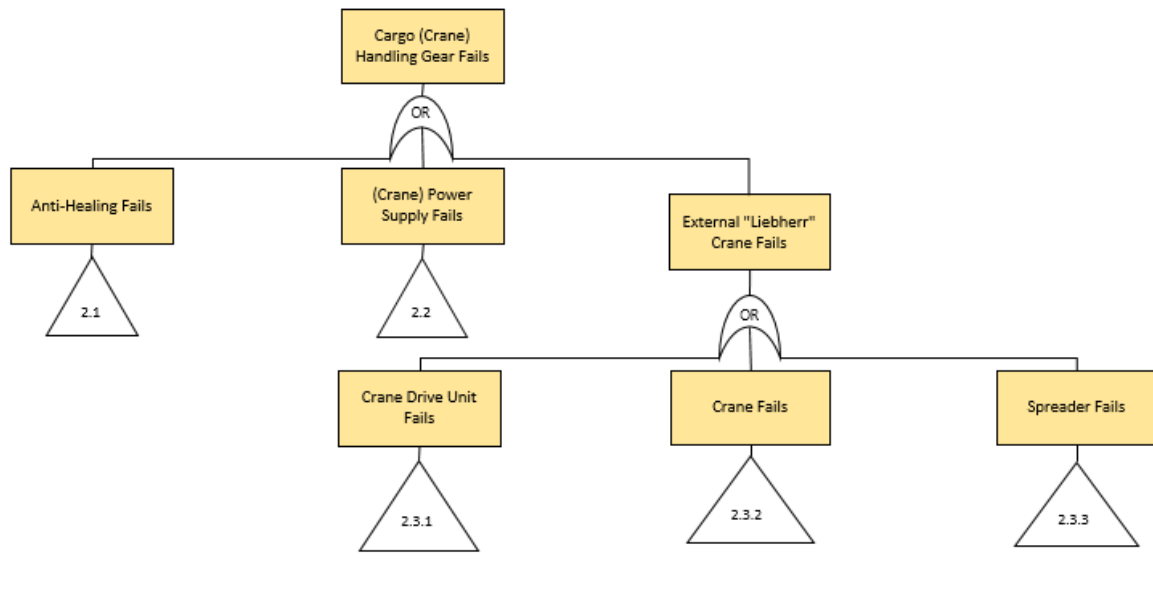 Cargo (Crane)
Handling Gear Fails
OR
Anti-Healing Fails
(Crane) Power
Supply Fails
External "Liebherr"
Crane Fails
2.1
2.2
OR
Crane Drive Unit
Fails
Crane Fails
Spreader Fails
2.3.1
2.3.2
2.3.3